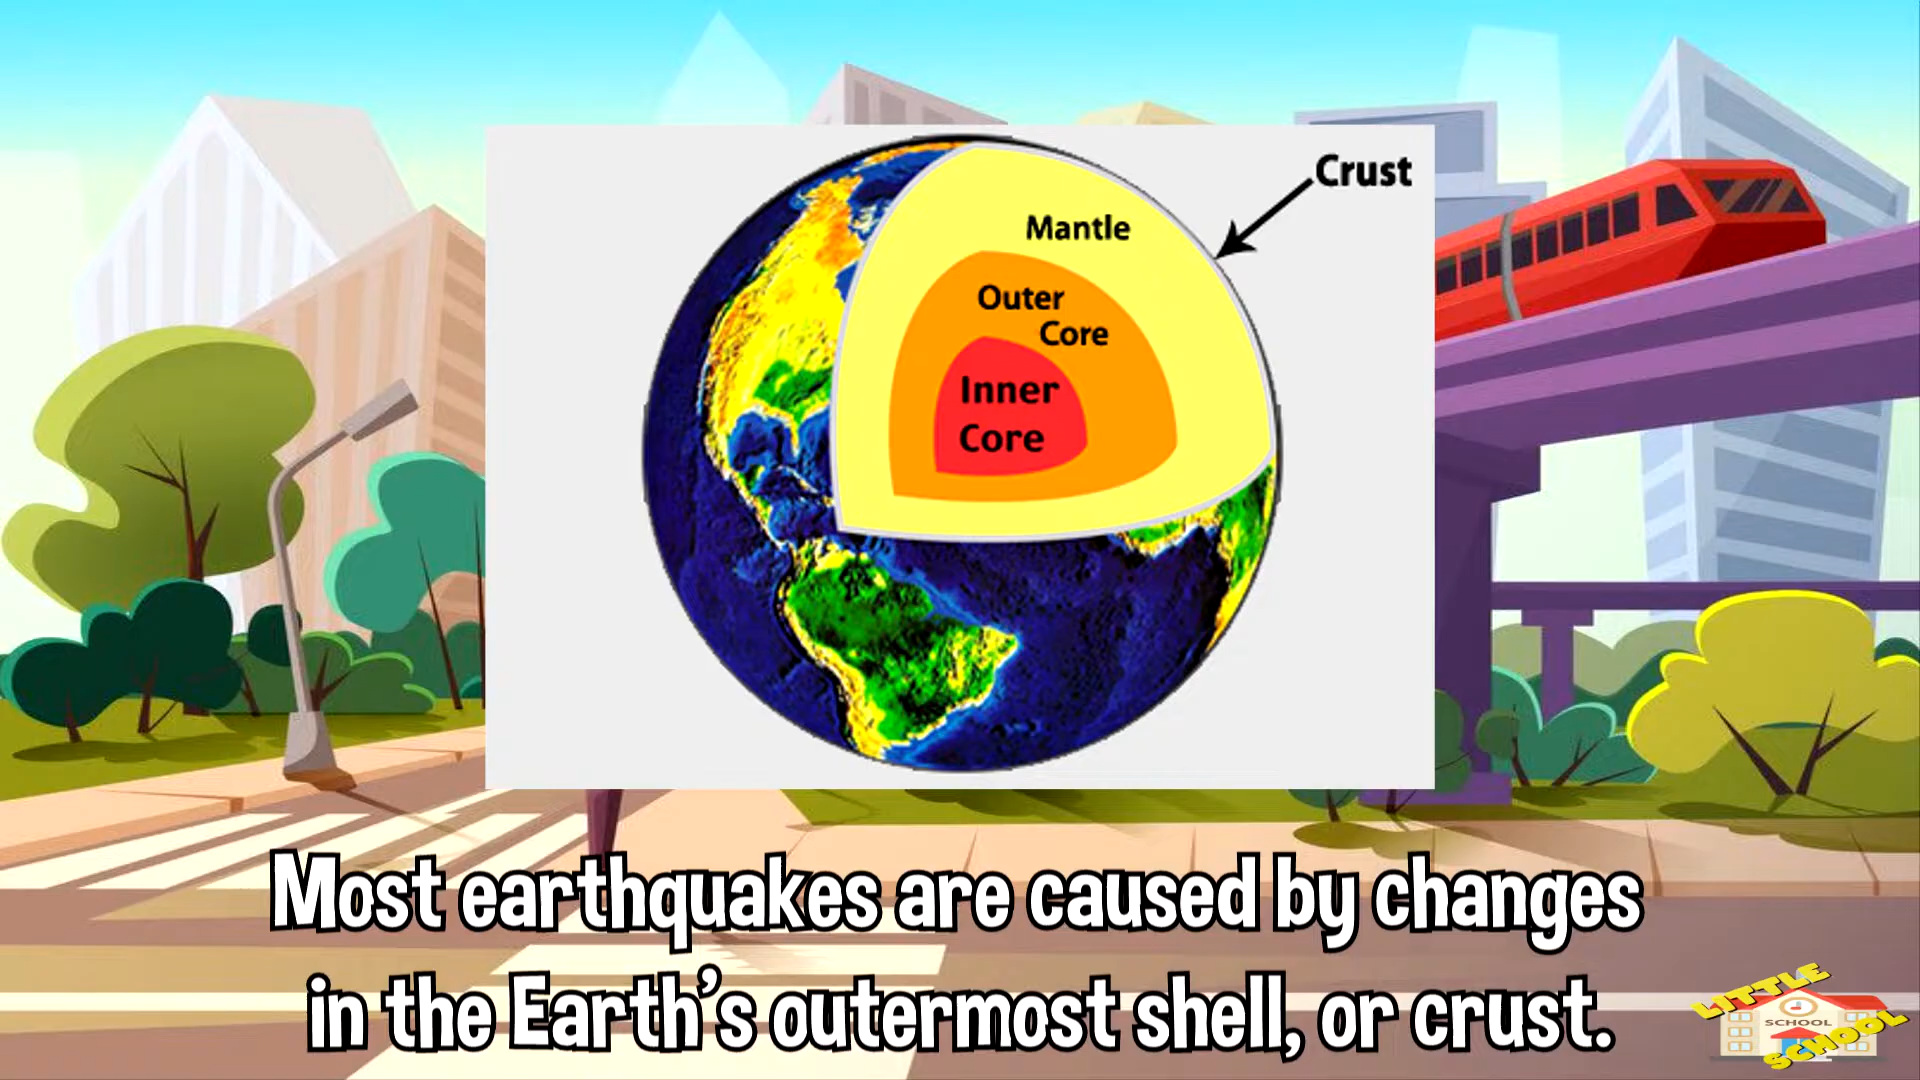 Crust
Mantle
Outer
Core
Inner
Core
Most earthquakes are caused by changes
in the Earth's outermost shell, or crust.
LITTLE
SCHOOL
SCHOOL